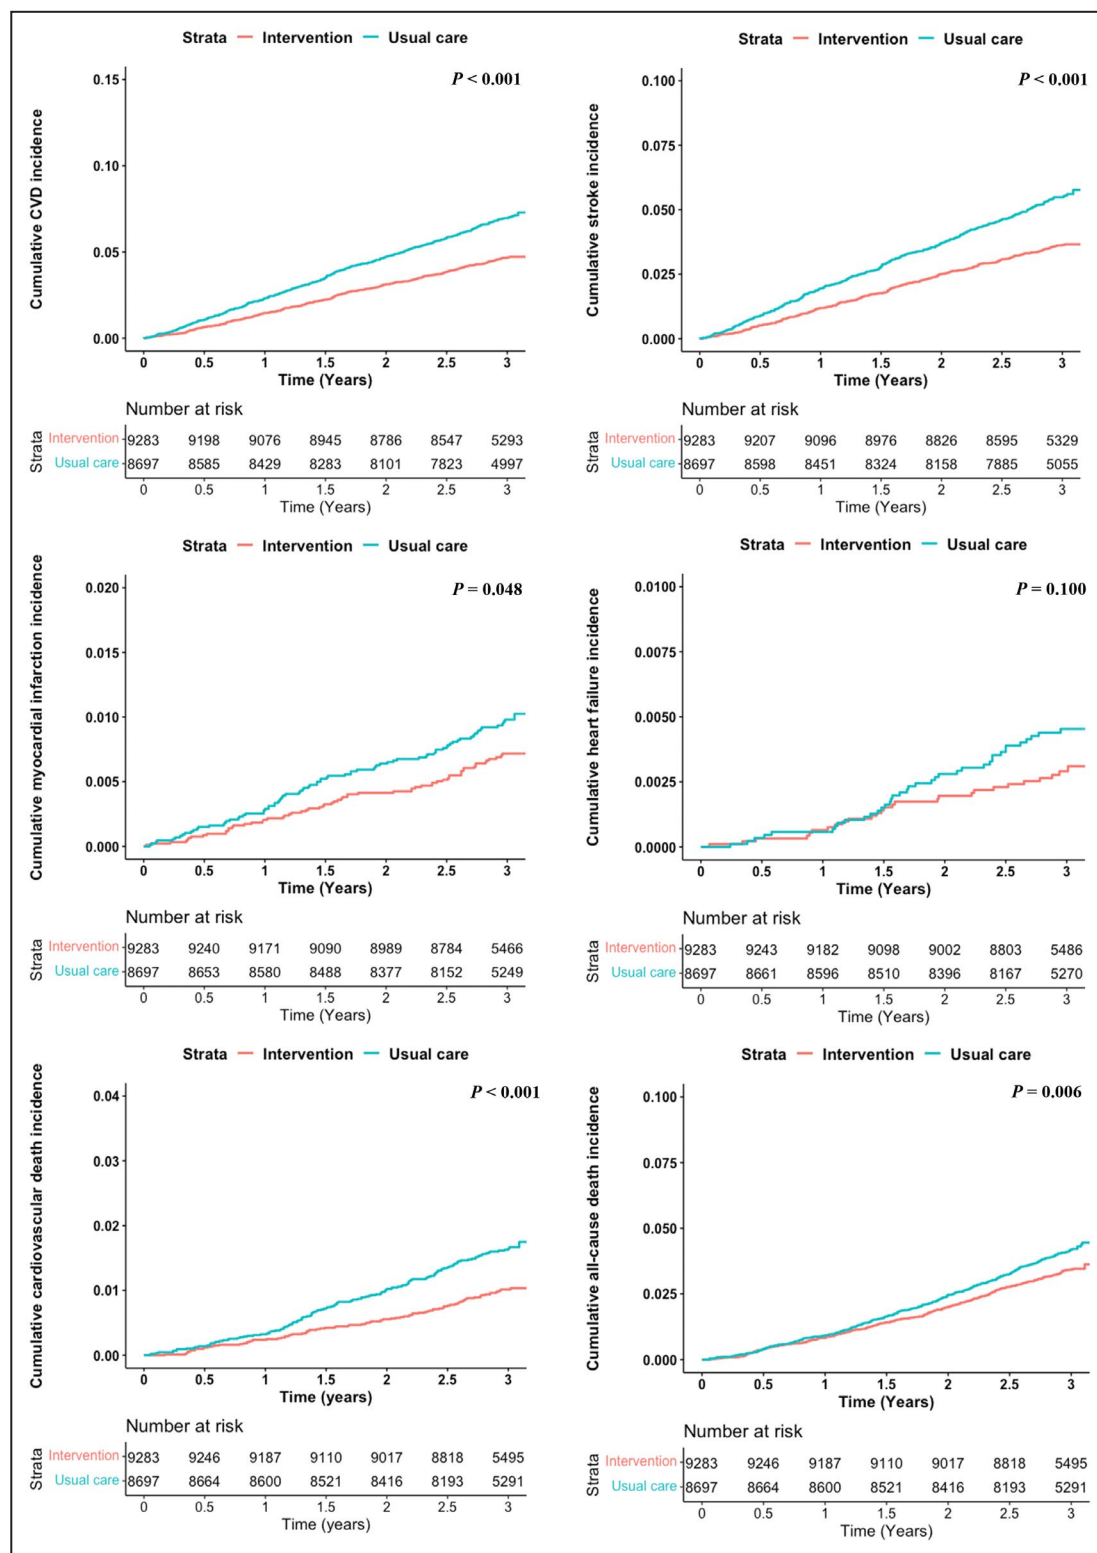 Strata Intervention Usual care
P < 0.001
Cumulative CVD incidence
0.15
0.10
0.05
0.00
0 0.5 1 1.5 2 2.5 3
Time (Years)
Number at risk
Strata
Intervention 9283 9198 9076 8945 8786 8547 5293
Usual care 8697 8585 8429 8283 8101 7823 4997
0 0.5 1 1.5 2 2.5 3
Time (Years)
Strata Intervention Usual care
P < 0.001
Cumulative stroke incidence
0.100
0.075
0.050
0.025
0.000
0 0.5 1 1.5 2 2.5 3
Time (Years)
Number at risk
Strata
Intervention 9283 9207 9096 8976 8826 8595 5329
Usual care 8697 8598 8451 8324 8158 7885 5055
0 0.5 1 1.5 2 2.5 3
Time (Years)
Strata Intervention Usual care
P = 0.048
Cumulative myocardial infarction incidence
0.020
0.015
0.010
0.005
0.000
0 0.5 1 1.5 2 2.5 3
Time (Years)
Number at risk
Strata
Intervention 9283 9240 9171 9090 8989 8784 5466
Usual care 8697 8653 8580 8488 8377 8152 5249
0 0.5 1 1.5 2 2.5 3
Time (Years)
Strata Intervention Usual care
P = 0.100
Cumulative heart failure incidence
0.0100
0.0075
0.0050
0.0025
0.0000
0 0.5 1 1.5 2 2.5 3
Time (Years)
Number at risk
Strata
Intervention 9283 9243 9182 9098 9002 8803 5486
Usual care 8697 8661 8596 8510 8396 8167 5270
0 0.5 1 1.5 2 2.5 3
Time (Years)
Strata Intervention Usual care
P < 0.001
Cumulative cardiovascular death incidence
0.04
0.03
0.02
0.01
0.00
0 0.5 1 1.5 2 2.5 3
Time (years)
Number at risk
Strata
Intervention 9283 9246 9187 9110 9017 8818 5495
Usual care 8697 8664 8600 8521 8416 8193 5291
0 0.5 1 1.5 2 2.5 3
Time (years)
Strata Intervention Usual care
P = 0.006
Cumulative all-cause death incidence
0.100
0.075
0.050
0.025
0.000
0 0.5 1 1.5 2 2.5 3
Time (Years)
Number at risk
Strata
Intervention 9283 9246 9187 9110 9017 8818 5495
Usual care 8697 8664 8600 8521 8416 8193 5291
0 0.5 1 1.5 2 2.5 3
Time (Years)